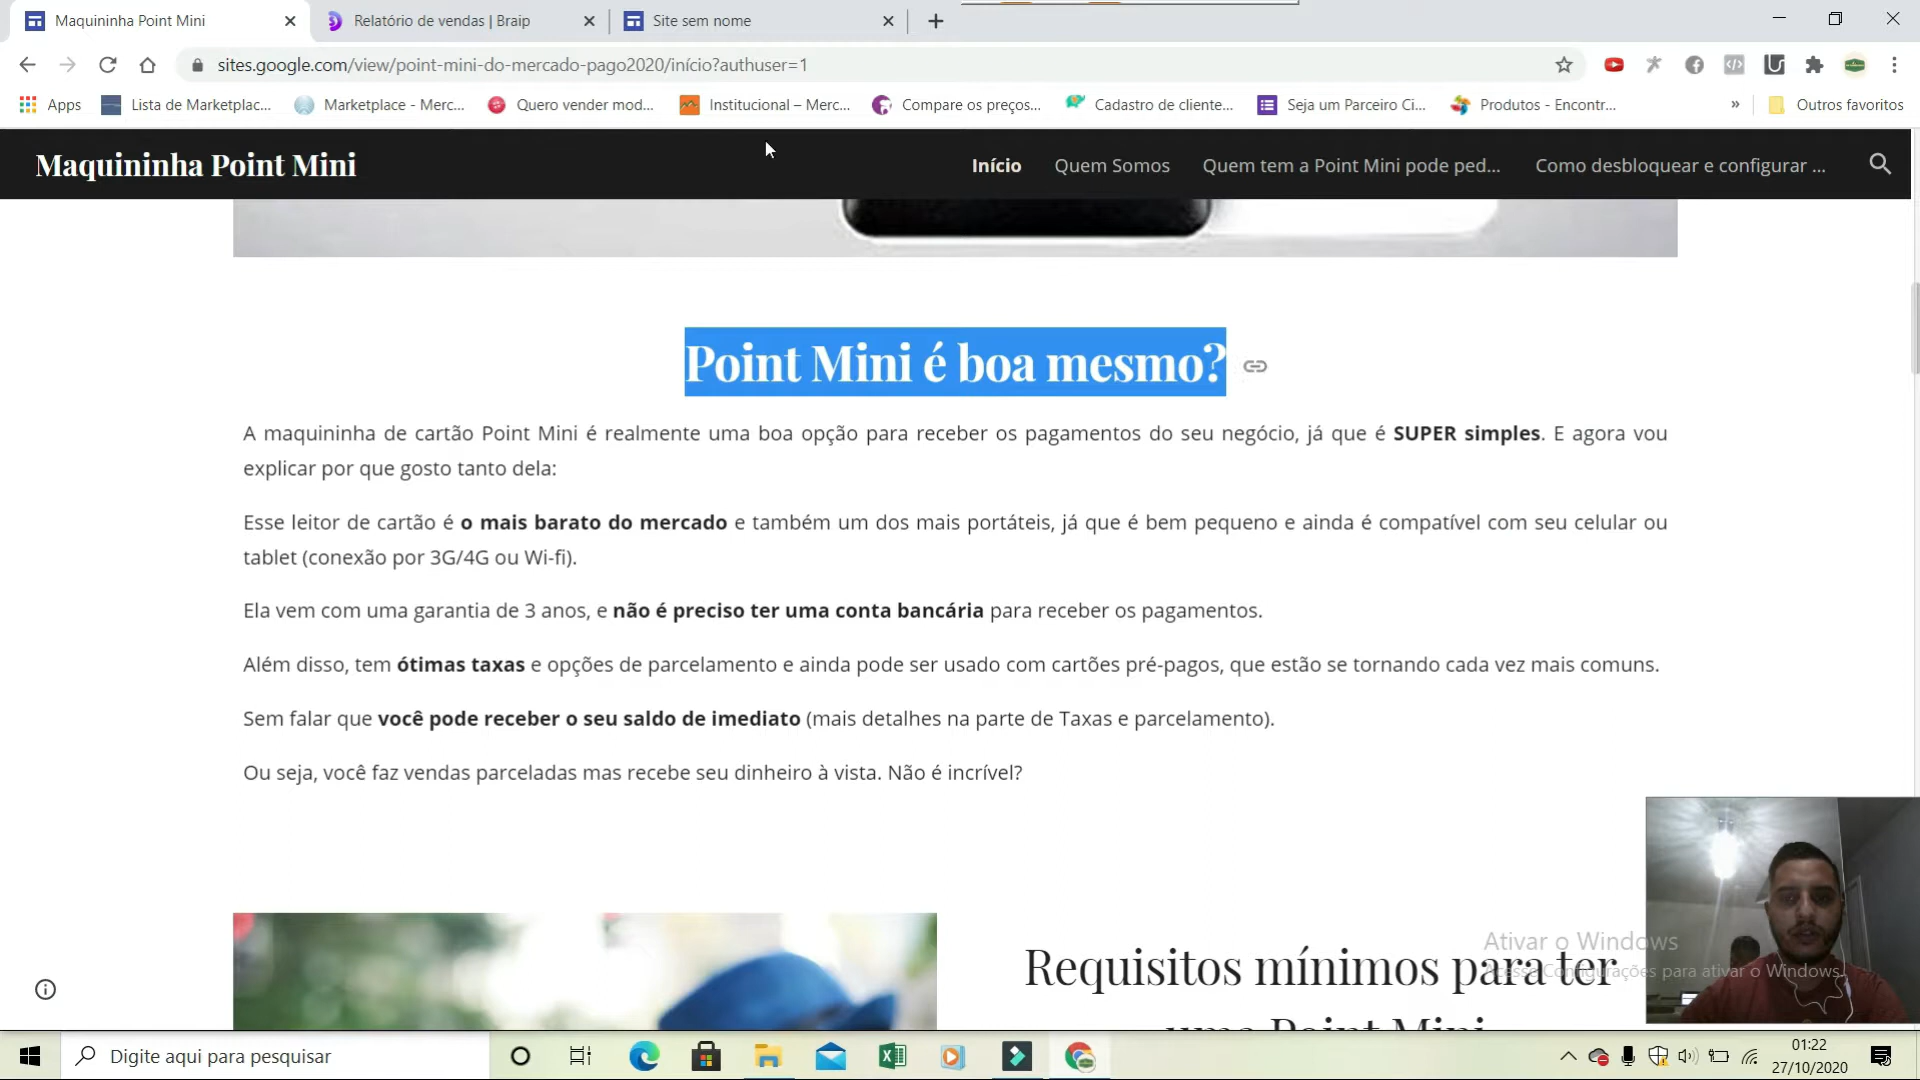 Maquininha Point Mini
Relatório de vendas | Braip
Site sem nome
sites.google.com/view/point-mini-do-mercado-pago2020/início?authuser=1
Apps
Lista de Marketplac...
Marketplace - Merc...
Quero vender mod...
Institucional – Merc...
Compare os preços...
Cadastro de cliente...
Seja um Parceiro Ci...
Produtos - Encontr...
»
Outros favoritos
Maquininha Point Mini
Início
Quem Somos
Quem tem a Point Mini pode ped...
Como desbloquear e configurar ...
Point Mini é boa mesmo?
A maquininha de cartão Point Mini é realmente uma boa opção para receber os pagamentos do seu negócio, já que é SUPER simples. E agora vou
explicar por que gosto tanto dela:
Esse leitor de cartão é o mais barato do mercado e também um dos mais portáteis, já que é bem pequeno e ainda é compatível com seu celular ou
tablet (conexão por 3G/4G ou Wi-fi).
Ela vem com uma garantia de 3 anos, e não é preciso ter uma conta bancária para receber os pagamentos.
Além disso, tem ótimas taxas e opções de parcelamento e ainda pode ser usado com cartões pré-pagos, que estão se tornando cada vez mais comuns.
Sem falar que você pode receber o seu saldo de imediato (mais detalhes na parte de Taxas e parcelamento).
Ou seja, você faz vendas parceladas mas recebe seu dinheiro à vista. Não é incrível?
Requisitos mínimos para ter
uma Point Mini
Ativar o Windows
Acesse Configurações para ativar o Windows.
Digite aqui para pesquisar
01:22
27/10/2020